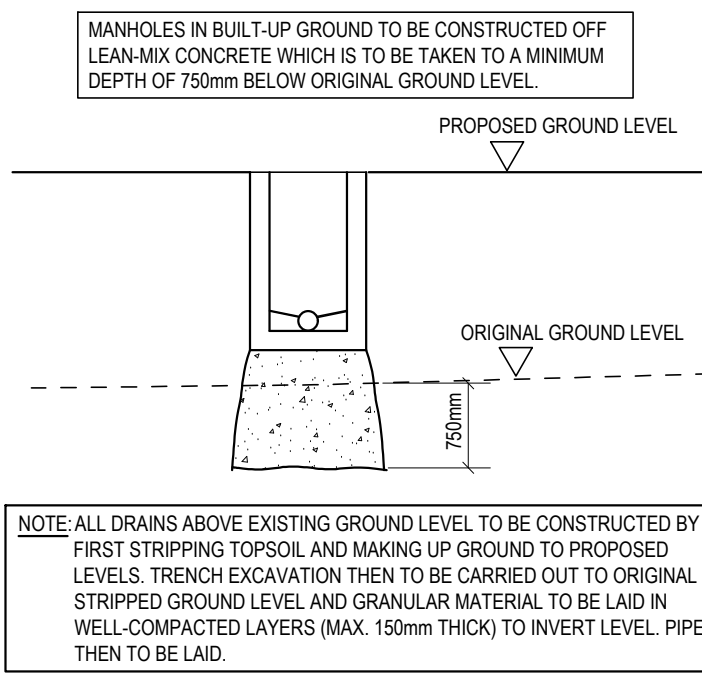 MANHOLES IN BUILT-UP GROUND TO BE CONSTRUCTED OFF
LEAN-MIX CONCRETE WHICH IS TO BE TAKEN TO A MINIMUM
DEPTH OF 750mm BELOW ORIGINAL GROUND LEVEL.
PROPOSED GROUND LEVEL
ORIGINAL GROUND LEVEL
750mm
NOTE: ALL DRAINS ABOVE EXISTING GROUND LEVEL TO BE CONSTRUCTED BY
FIRST STRIPPING TOPSOIL AND MAKING UP GROUND TO PROPOSED
LEVELS. TRENCH EXCAVATION THEN TO BE CARRIED OUT TO ORIGINAL
STRIPPED GROUND LEVEL AND GRANULAR MATERIAL TO BE LAID IN
WELL-COMPACTED LAYERS (MAX. 150mm THICK) TO INVERT LEVEL. PIPE
THEN TO BE LAID.